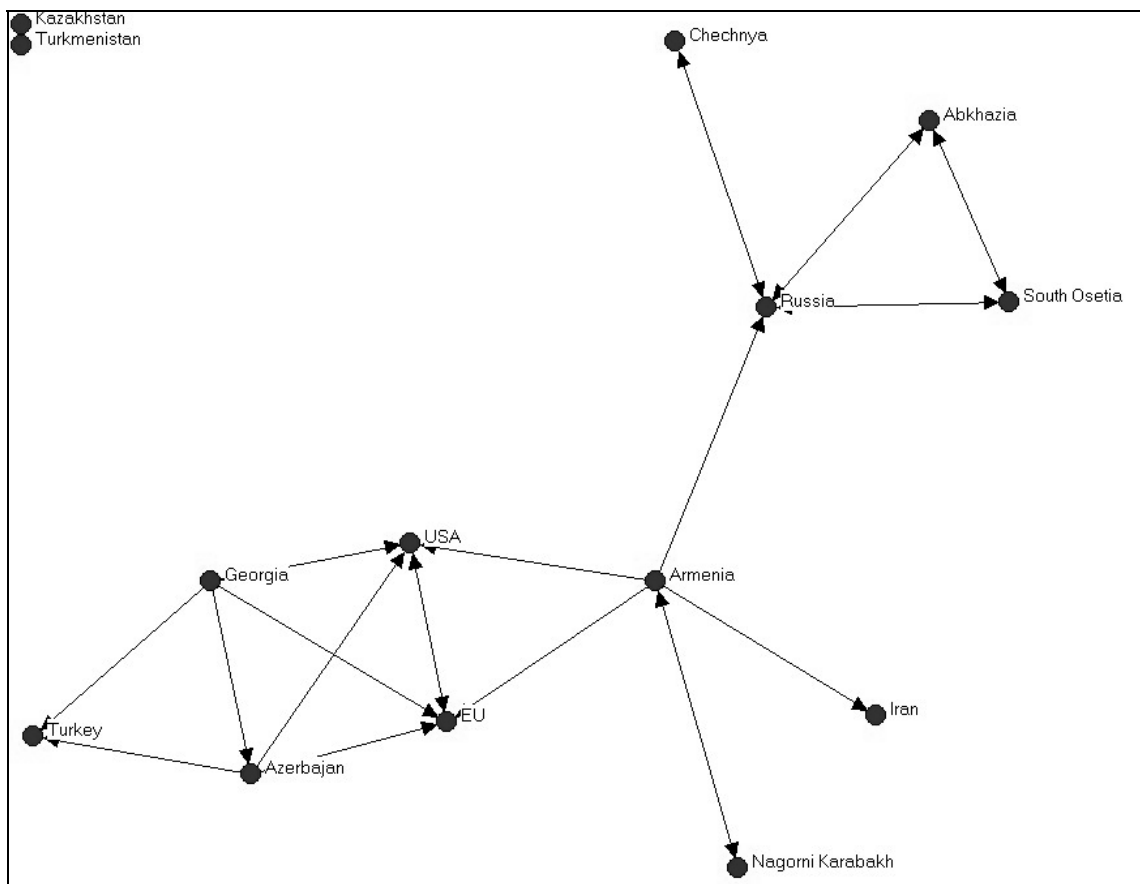 Kazakhstan
Turkmenistan
Chechnya
Abkhazia
Russia
South Osetia
USA
Georgia
Armenia
EU
Iran
Turkey
Azerbajan
Nagorni Karabakh